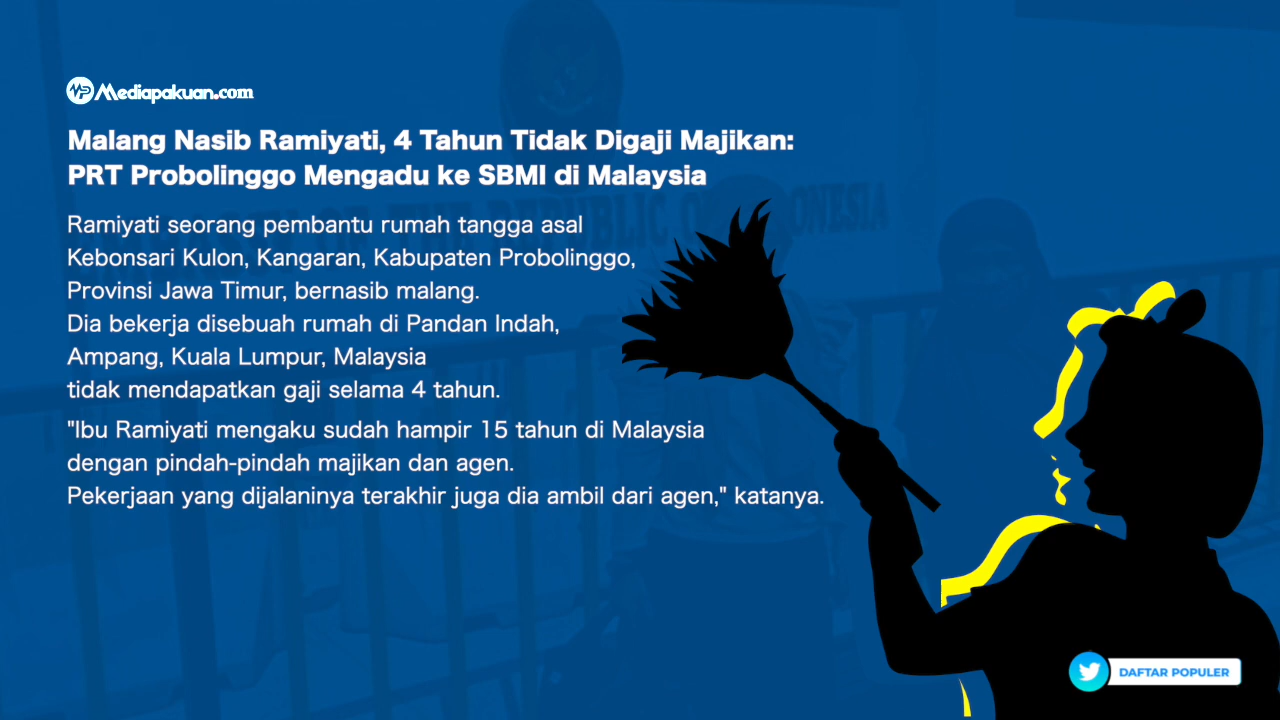 Mediapakuan.com
Malang Nasib Ramiyati, 4 Tahun Tidak Digaji Majikan:
PRT Probolinggo Mengadu ke SBMI di Malaysia
Ramiyati seorang pembantu rumah tangga asal
Kebonsari Kulon, Kangaran, Kabupaten Probolinggo,
Provinsi Jawa Timur, bernasib malang.
Dia bekerja disebuah rumah di Pandan Indah,
Ampang, Kuala Lumpur, Malaysia
tidak mendapatkan gaji selama 4 tahun.
"Ibu Ramiyati mengaku sudah hampir 15 tahun di Malaysia
dengan pindah-pindah majikan dan agen.
Pekerjaan yang dijalaninya terakhir juga dia ambil dari agen," katanya.
REPUBLIC ONESIA
DAFTAR POPULER